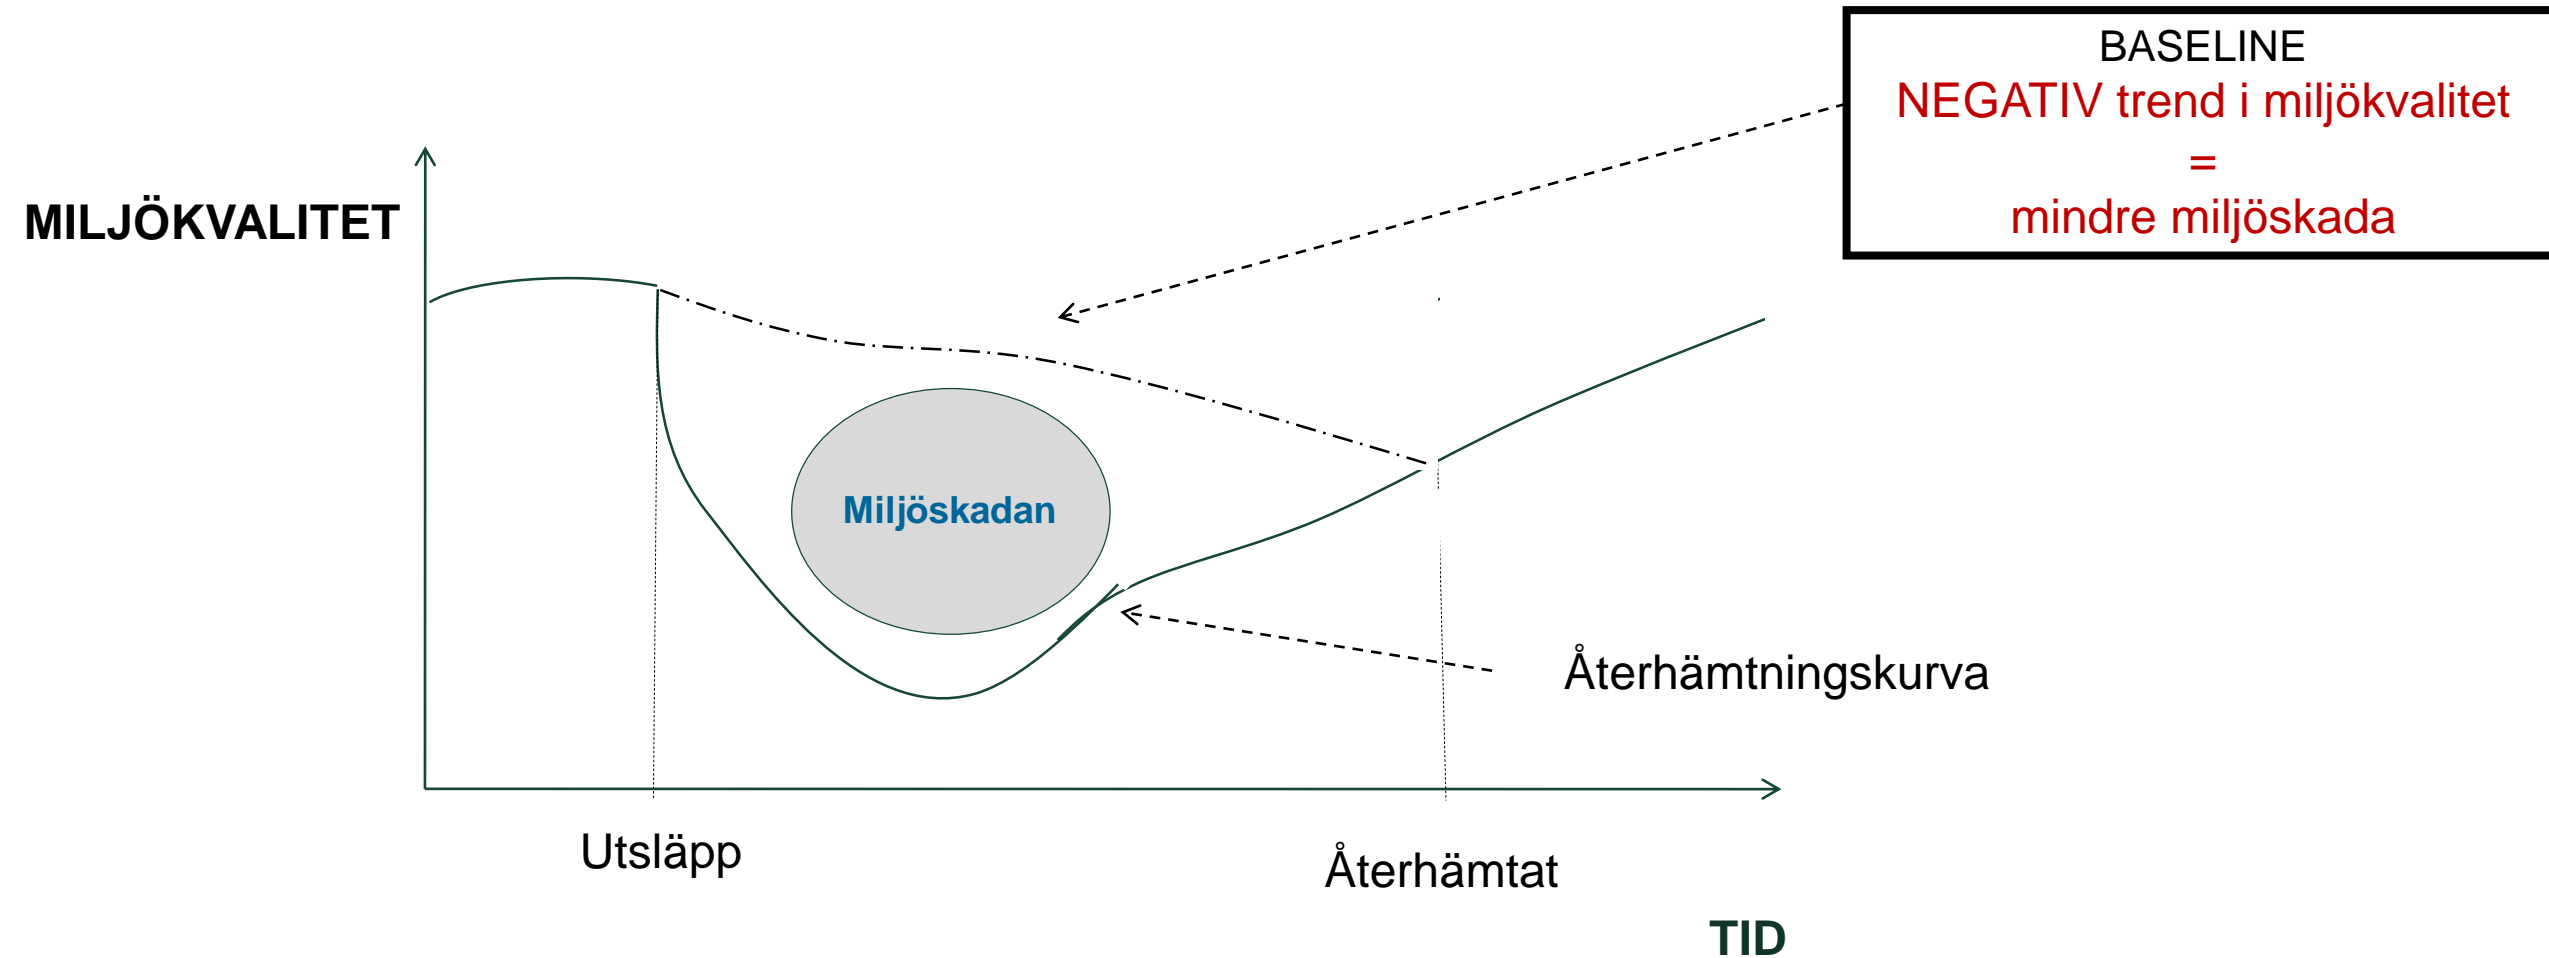 BASELINE
NEGATIV trend i miljökvalitet
=
mindre miljöskada
MILJÖKVALITET
Miljöskadan
Återhämtningskurva
Utsläpp
Återhämtat
TID